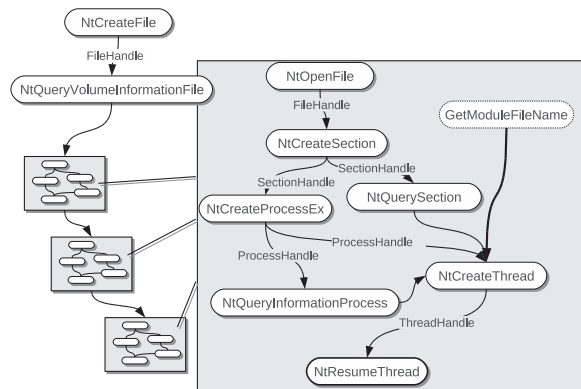 NtCreateFile
FileHandle
NtQueryVolumeInformationFile
NtOpenFile
FileHandle
GetModuleFileName
NtCreateSection
SectionHandle
SectionHandle
NtQuerySection
NtCreateProcessEx
ProcessHandle
ProcessHandle
NtCreateThread
NtQueryInformationProcess
ThreadHandle
NtResumeThread